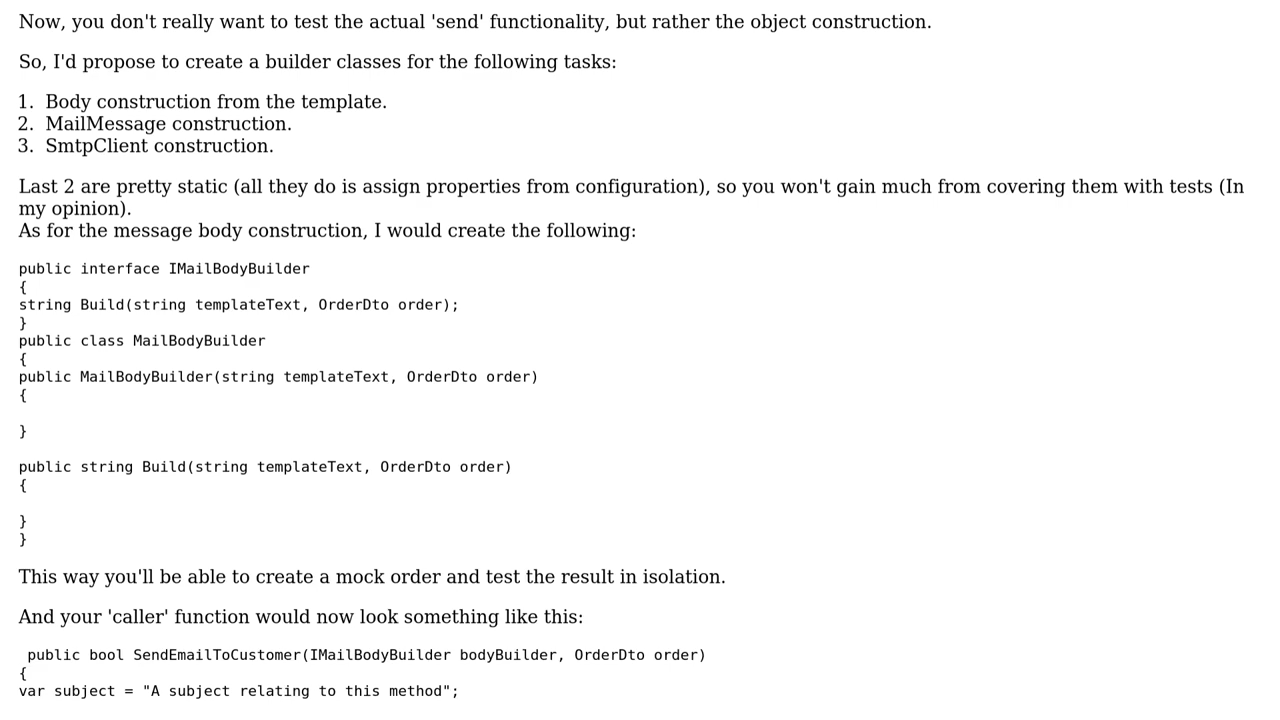 Now, you don't really want to test the actual 'send' functionality, but rather the object construction.
So, I'd propose to create a builder classes for the following tasks:
1. Body construction from the template.
2. MailMessage construction.
3. SmtpClient construction.
Last 2 are pretty static (all they do is assign properties from configuration), so you won't gain much from covering them with tests (In
my opinion).
As for the message body construction, I would create the following:
public interface IMailBodyBuilder
{
string Build(string templateText, OrderDto order);
}
public class MailBodyBuilder
{
public MailBodyBuilder(string templateText, OrderDto order)
{
}
public string Build(string templateText, OrderDto order)
{
}
}
This way you'll be able to create a mock order and test the result in isolation.
And your 'caller' function would now look something like this:
public bool SendEmailToCustomer(IMailBodyBuilder bodyBuilder, OrderDto order)
{
var subject = "A subject relating to this method";